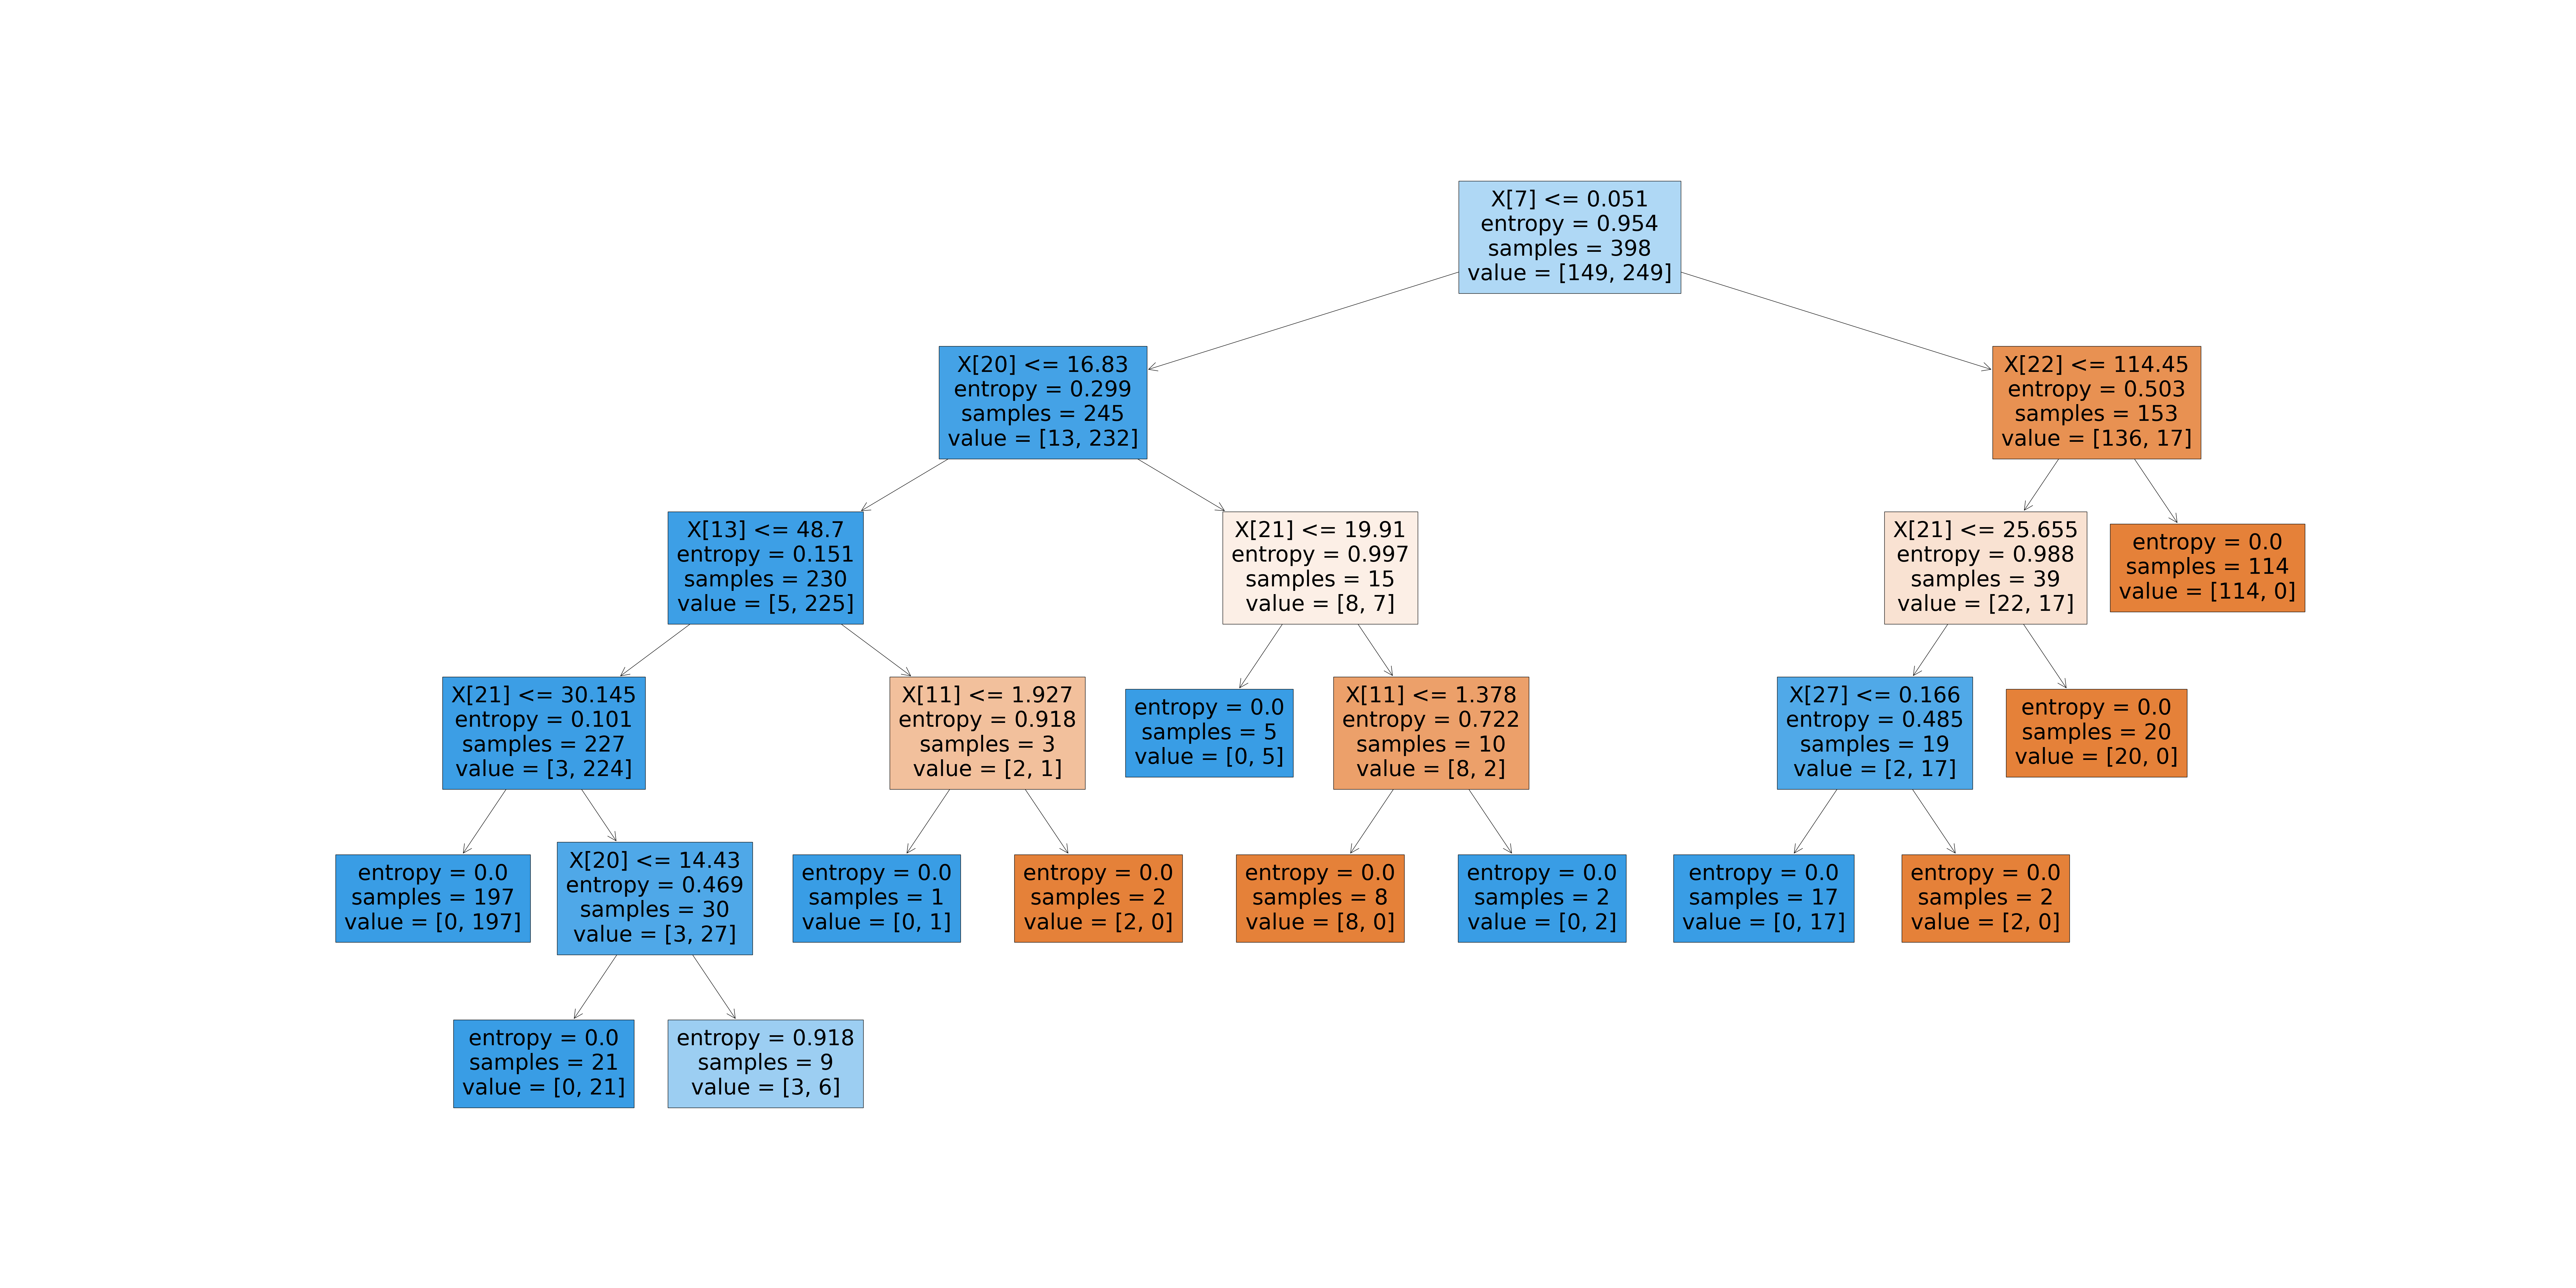 X[7] <= 0.051
entropy = 0.954
samples = 398
value = [149, 249]
X[20] <= 16.83
entropy = 0.299
samples = 245
value = [13, 232]
X[22] <= 114.45
entropy = 0.503
samples = 153
value = [136, 17]
X[13] <= 48.7
entropy = 0.151
samples = 230
value = [5, 225]
X[21] <= 19.91
entropy = 0.997
samples = 15
value = [8, 7]
X[21] <= 25.655
entropy = 0.988
samples = 39
value = [22, 17]
entropy = 0.0
samples = 114
value = [114, 0]
X[21] <= 30.145
entropy = 0.101
samples = 227
value = [3, 224]
X[11] <= 1.927
entropy = 0.918
samples = 3
value = [2, 1]
entropy = 0.0
samples = 5
value = [0, 5]
X[11] <= 1.378
entropy = 0.722
samples = 10
value = [8, 2]
X[27] <= 0.166
entropy = 0.485
samples = 19
value = [2, 17]
entropy = 0.0
samples = 20
value = [20, 0]
entropy = 0.0
samples = 197
value = [0, 197]
X[20] <= 14.43
entropy = 0.469
samples = 30
value = [3, 27]
entropy = 0.0
samples = 1
value = [0, 1]
entropy = 0.0
samples = 2
value = [2, 0]
entropy = 0.0
samples = 8
value = [8, 0]
entropy = 0.0
samples = 2
value = [0, 2]
entropy = 0.0
samples = 17
value = [0, 17]
entropy = 0.0
samples = 2
value = [2, 0]
entropy = 0.0
samples = 21
value = [0, 21]
entropy = 0.918
samples = 9
value = [3, 6]